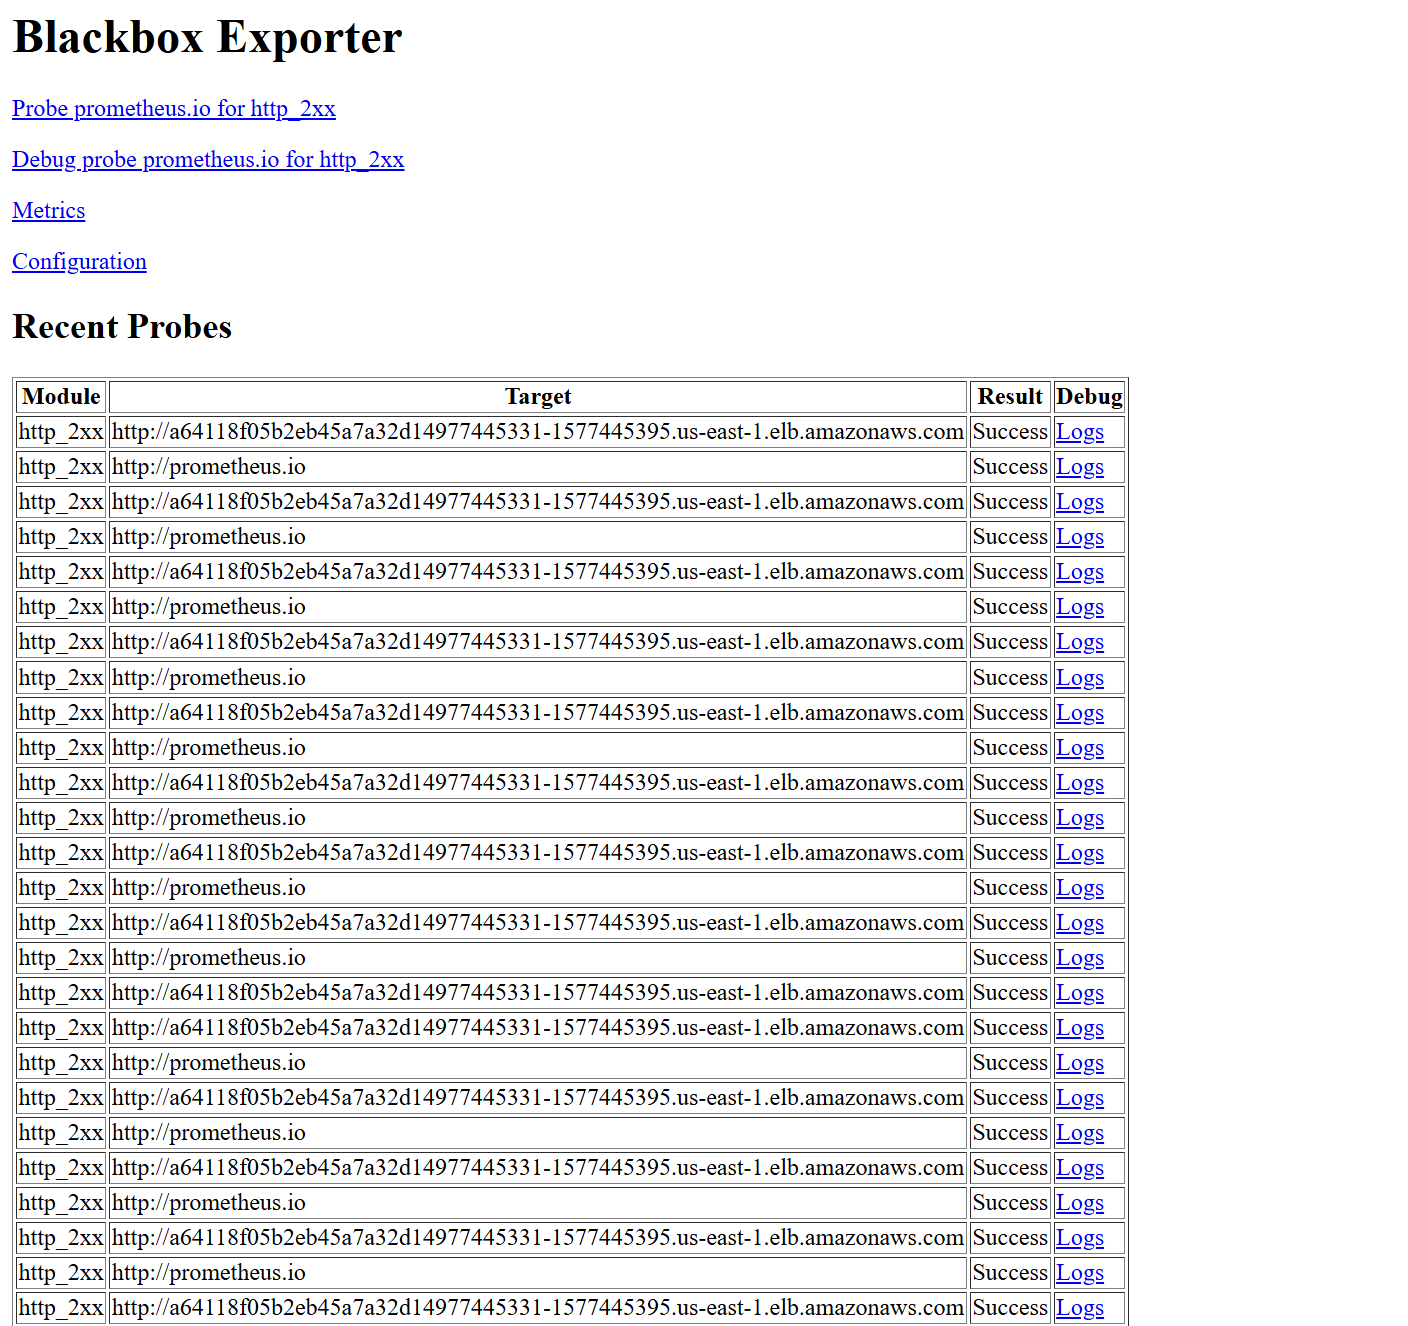 Blackbox Exporter
Probe prometheus.io for http_2xx
Debug probe prometheus.io for http_2xx
Metrics
Configuration
Recent Probes
Module Target Result Debug
http_2xx http://a64118f05b2eb45a7a32d14977445331-1577445395.us-east-1.elb.amazonaws.com Success Logs
http_2xx http://prometheus.io Success Logs
http_2xx http://a64118f05b2eb45a7a32d14977445331-1577445395.us-east-1.elb.amazonaws.com Success Logs
http_2xx http://prometheus.io Success Logs
http_2xx http://a64118f05b2eb45a7a32d14977445331-1577445395.us-east-1.elb.amazonaws.com Success Logs
http_2xx http://prometheus.io Success Logs
http_2xx http://a64118f05b2eb45a7a32d14977445331-1577445395.us-east-1.elb.amazonaws.com Success Logs
http_2xx http://prometheus.io Success Logs
http_2xx http://a64118f05b2eb45a7a32d14977445331-1577445395.us-east-1.elb.amazonaws.com Success Logs
http_2xx http://prometheus.io Success Logs
http_2xx http://a64118f05b2eb45a7a32d14977445331-1577445395.us-east-1.elb.amazonaws.com Success Logs
http_2xx http://prometheus.io Success Logs
http_2xx http://a64118f05b2eb45a7a32d14977445331-1577445395.us-east-1.elb.amazonaws.com Success Logs
http_2xx http://prometheus.io Success Logs
http_2xx http://a64118f05b2eb45a7a32d14977445331-1577445395.us-east-1.elb.amazonaws.com Success Logs
http_2xx http://prometheus.io Success Logs
http_2xx http://a64118f05b2eb45a7a32d14977445331-1577445395.us-east-1.elb.amazonaws.com Success Logs
http_2xx http://a64118f05b2eb45a7a32d14977445331-1577445395.us-east-1.elb.amazonaws.com Success Logs
http_2xx http://prometheus.io Success Logs
http_2xx http://a64118f05b2eb45a7a32d14977445331-1577445395.us-east-1.elb.amazonaws.com Success Logs
http_2xx http://prometheus.io Success Logs
http_2xx http://a64118f05b2eb45a7a32d14977445331-1577445395.us-east-1.elb.amazonaws.com Success Logs
http_2xx http://prometheus.io Success Logs
http_2xx http://a64118f05b2eb45a7a32d14977445331-1577445395.us-east-1.elb.amazonaws.com Success Logs
http_2xx http://prometheus.io Success Logs
http_2xx http://a64118f05b2eb45a7a32d14977445331-1577445395.us-east-1.elb.amazonaws.com Success Logs